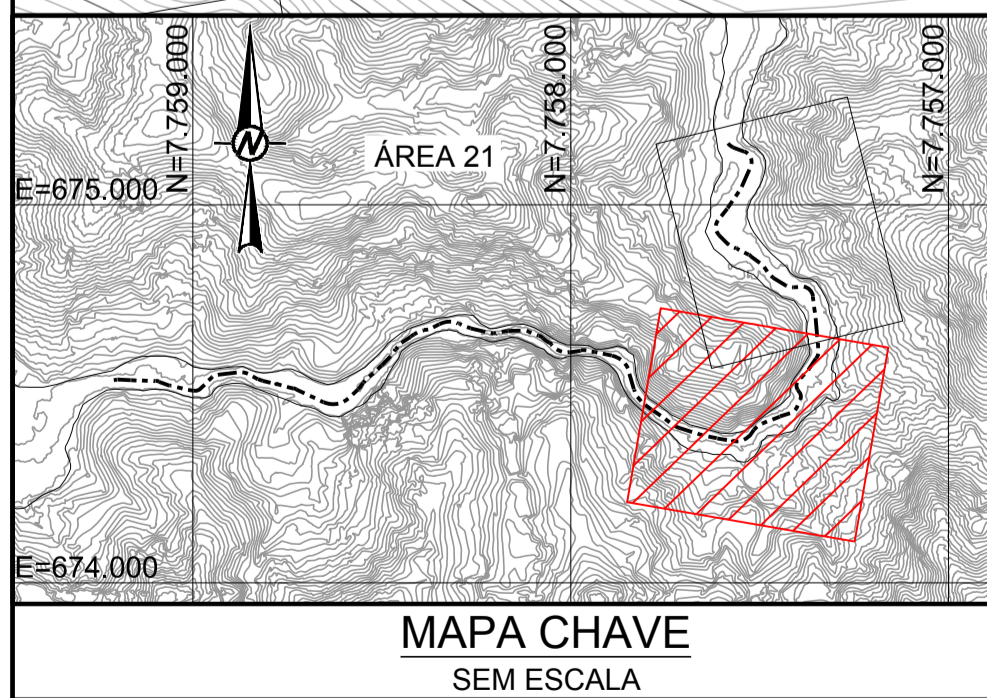 N=7.759.000
N=7.758.000
N=7.757.000
N
ÁREA 21
E=675.000
E=674.000
MAPA CHAVE
SEM ESCALA